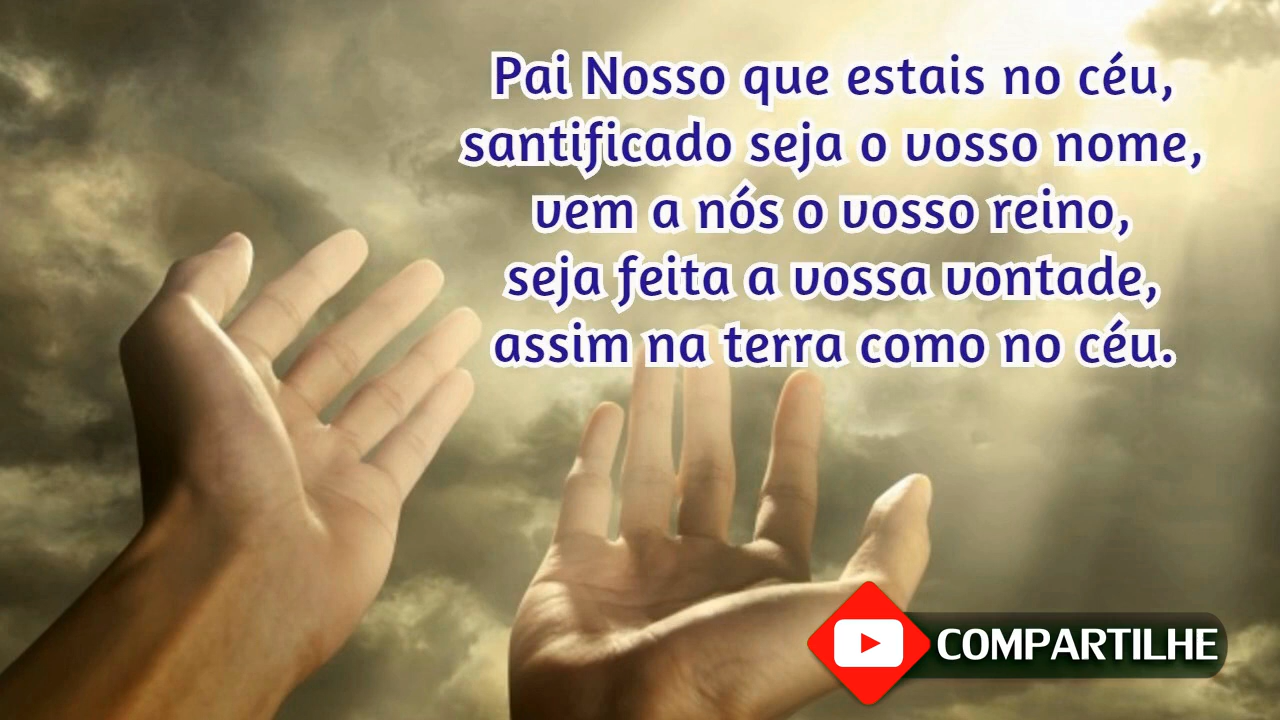 Pai Nosso que estais no céu,
santificado seja o vosso nome,
vem a nós o vosso reino,
seja feita a vossa vontade,
assim na terra como no céu.
COMPARTILHE